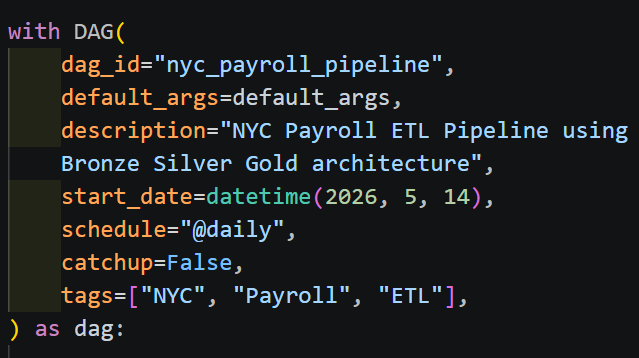 with DAG(
    dag_id="nyc_payroll_pipeline",
    default_args=default_args,
    description="NYC Payroll ETL Pipeline using
    Bronze Silver Gold architecture",
    start_date=datetime(2026, 5, 14),
    schedule="@daily",
    catchup=False,
    tags=["NYC", "Payroll", "ETL"],
) as dag: